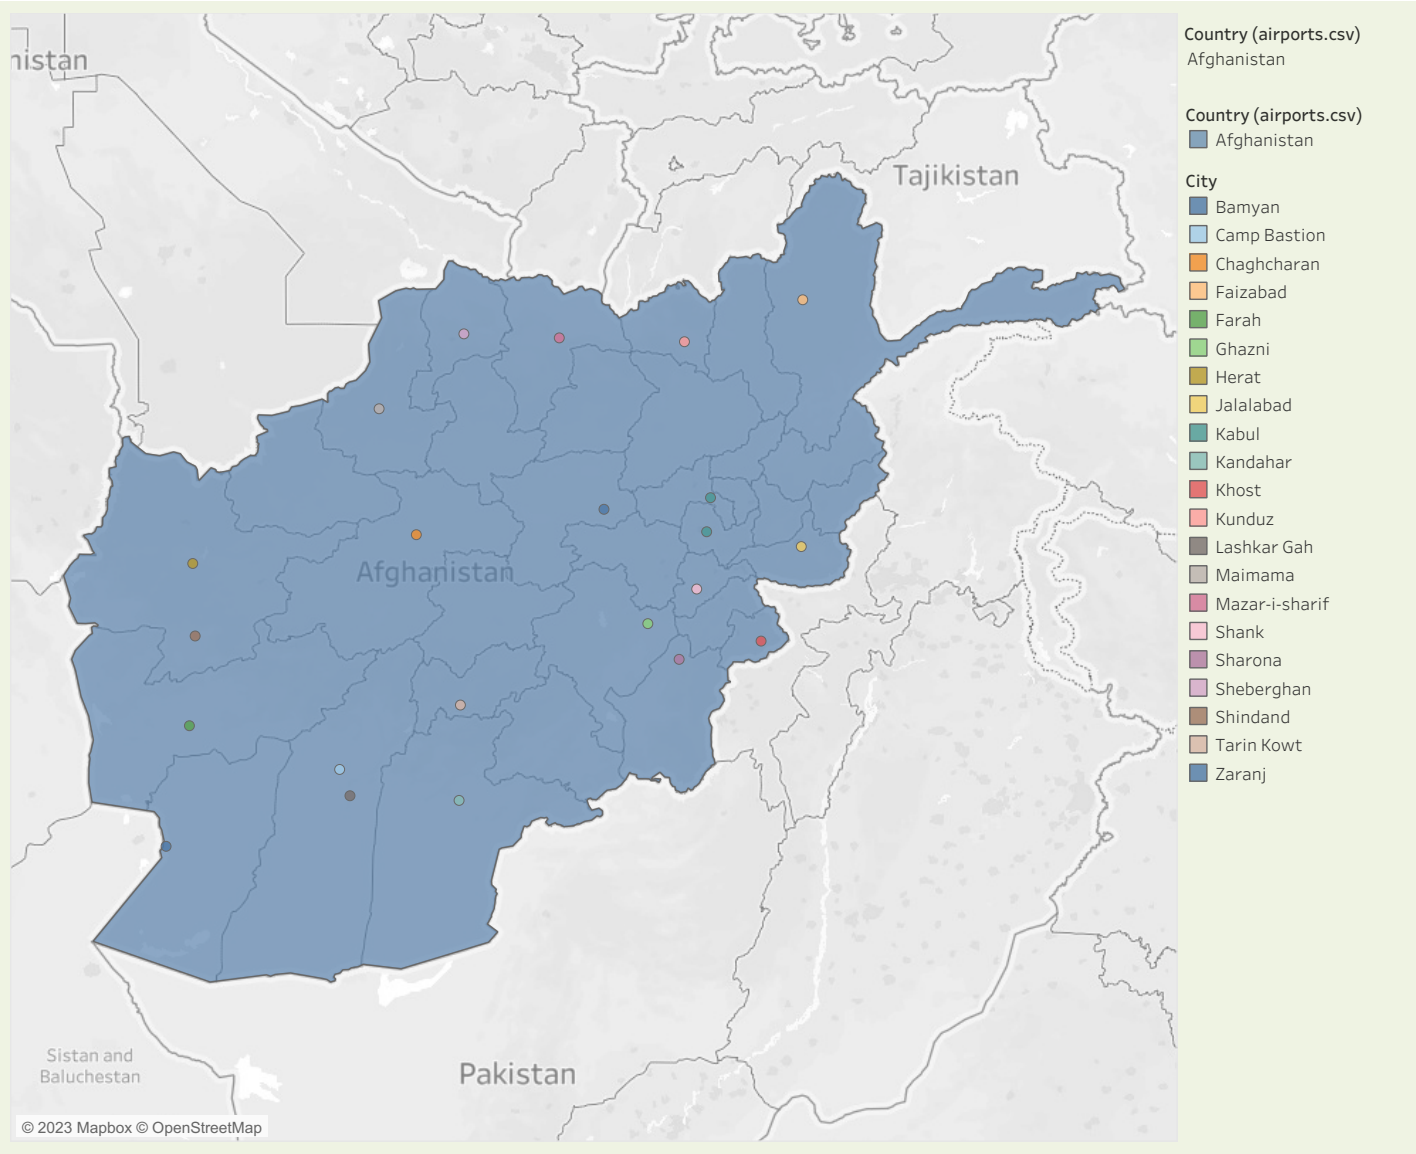 nistan
Tajikistan
Afghanistan
Sistan and
Baluchestan
Pakistan
© 2023 Mapbox © OpenStreetMap
Country (airports.csv)
Afghanistan
Country (airports.csv)
Afghanistan
City
Bamyan
Camp Bastion
Chaghcharan
Faizabad
Farah
Ghazni
Herat
Jalalabad
Kabul
Kandahar
Khost
Kunduz
Lashkar Gah
Maimama
Mazar-i-sharif
Shank
Sharona
Sheberghan
Shindand
Tarin Kowt
Zaranj